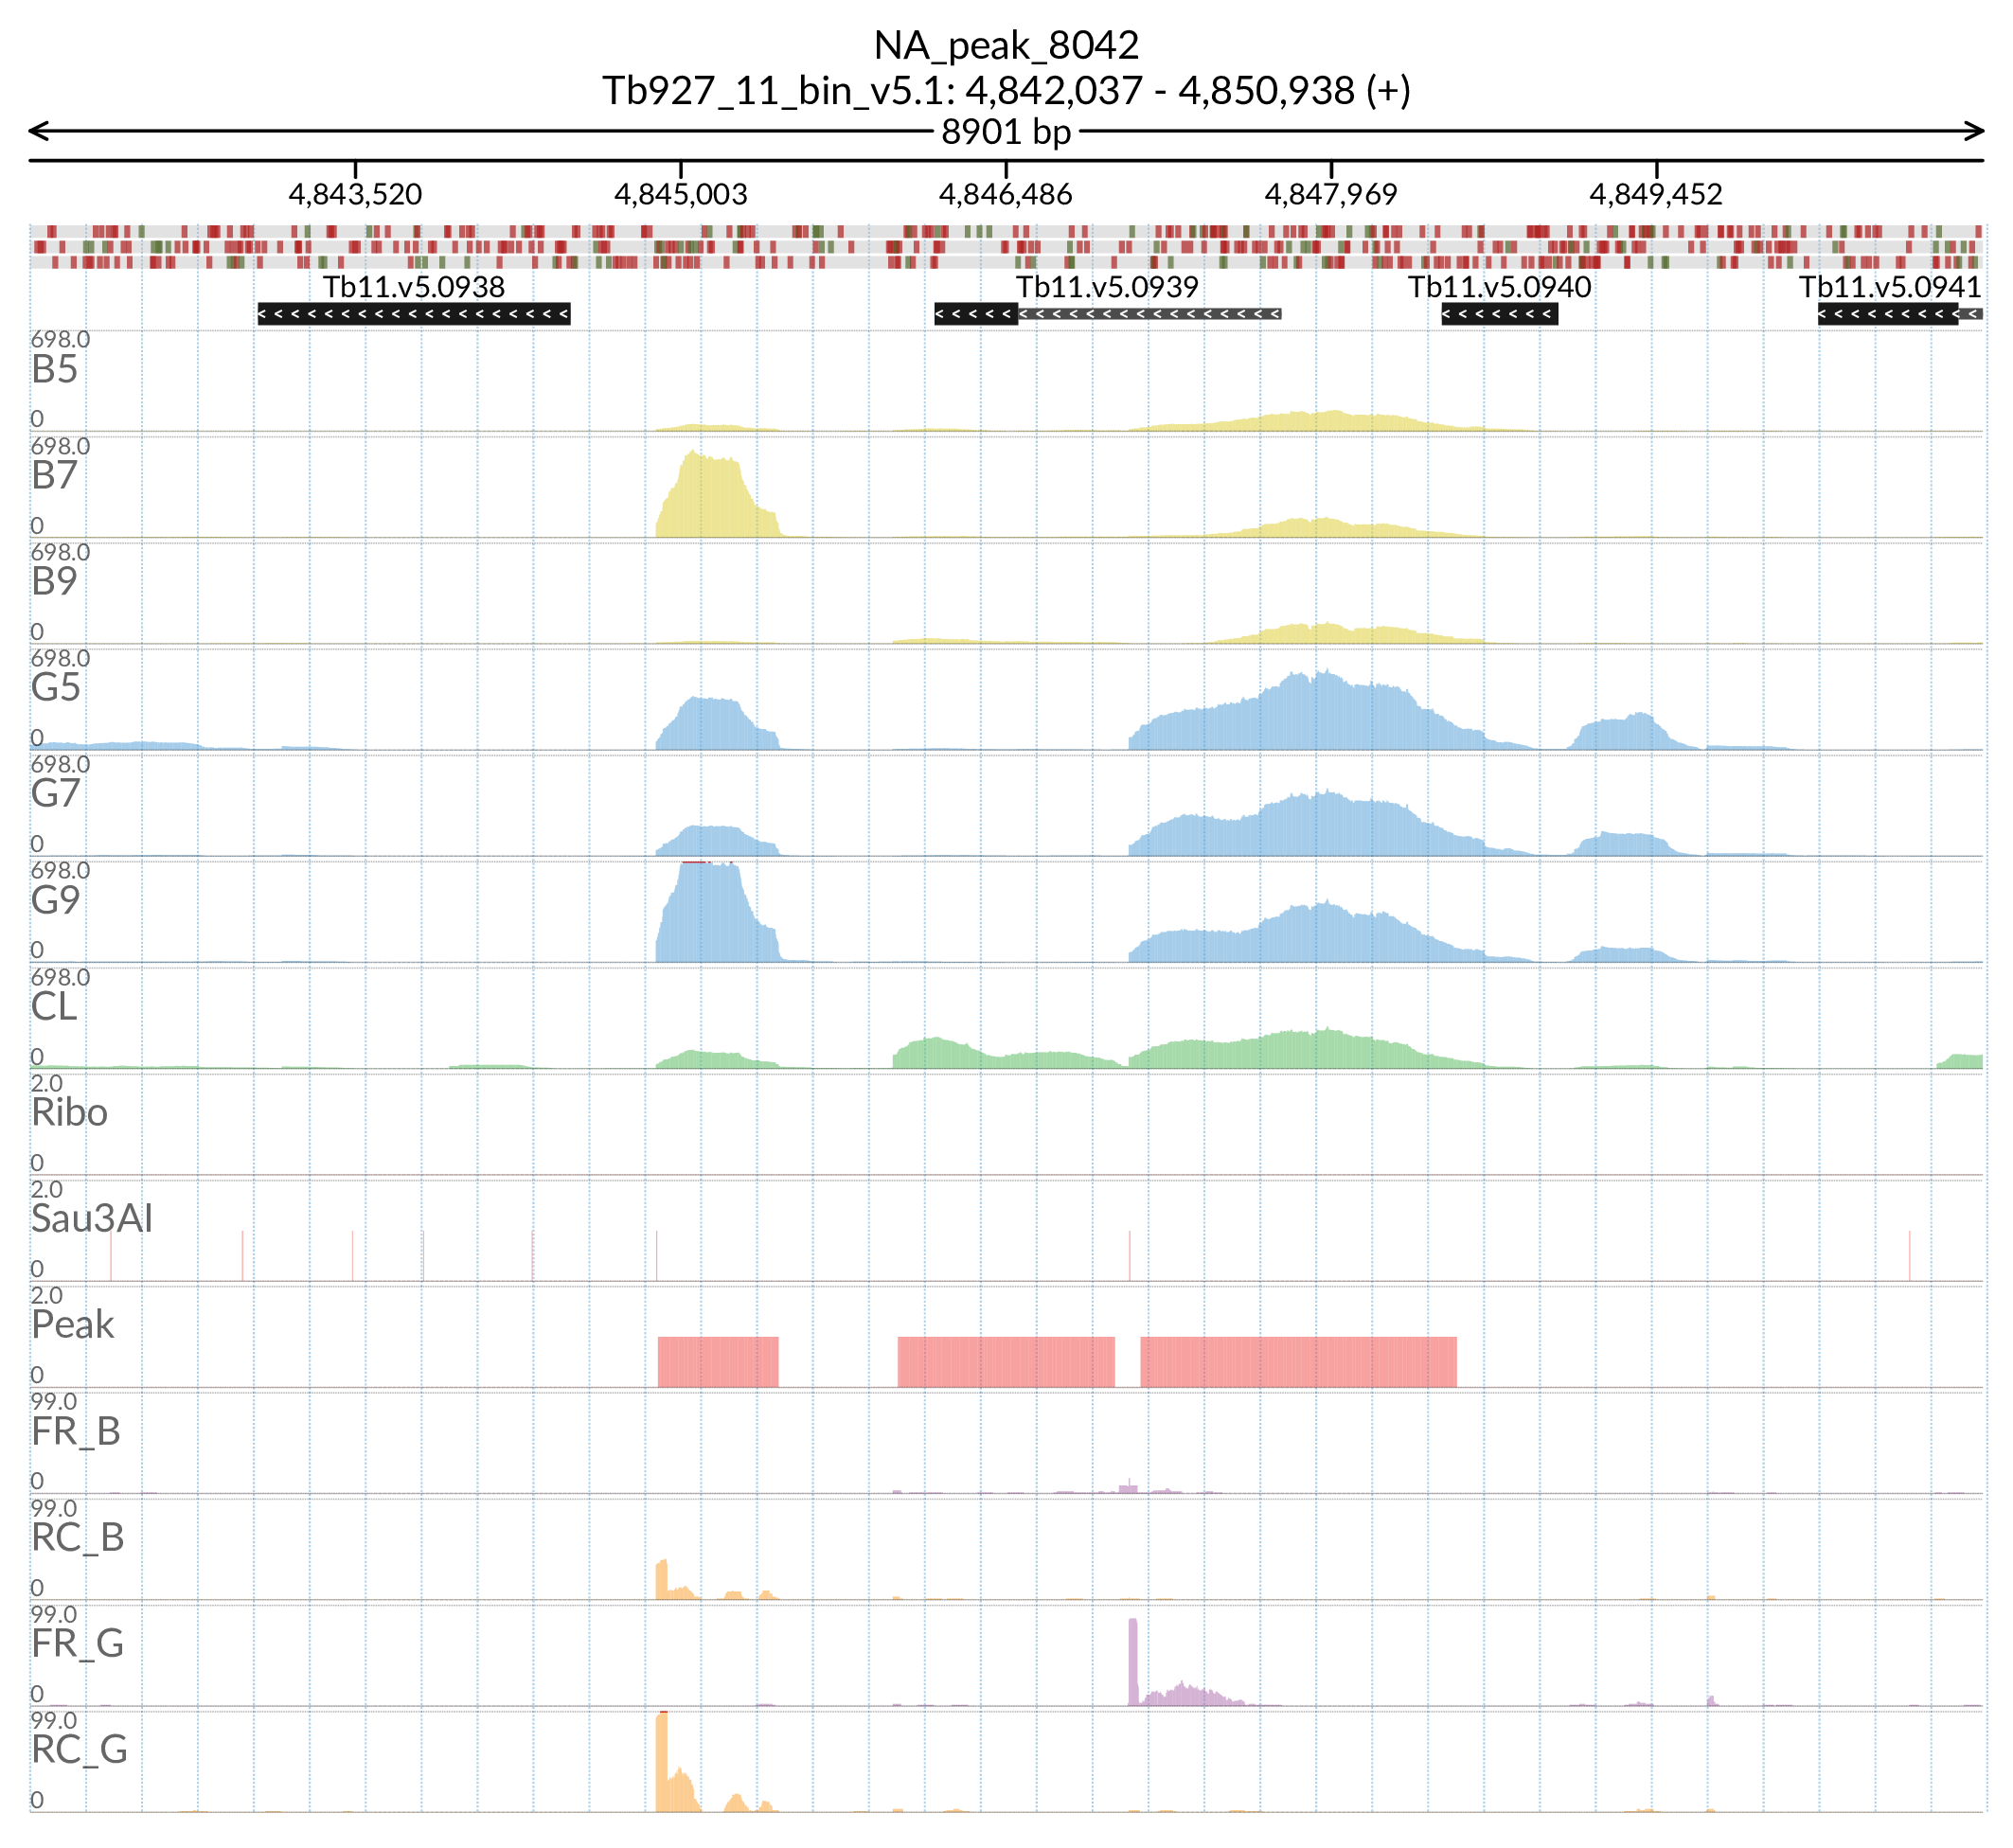 NA_peak_8042
Tb927_11_bin_v5.1: 4,842,037 - 4,850,938 (+)
8901 bp
4,843,520 4,845,003 4,846,486 4,847,969 4,849,452
Tb11.v5.0938 Tb11.v5.0939 Tb11.v5.0940 Tb11.v5.0941
698.0
B5
0
698.0
B7
0
698.0
B9
0
698.0
G5
0
698.0
G7
0
698.0
G9
0
698.0
CL
0
2.0
Ribo
0
2.0
Sau3AI
0
2.0
Peak
0
99.0
FR_B
0
99.0
RC_B
0
99.0
FR_G
0
99.0
RC_G
0